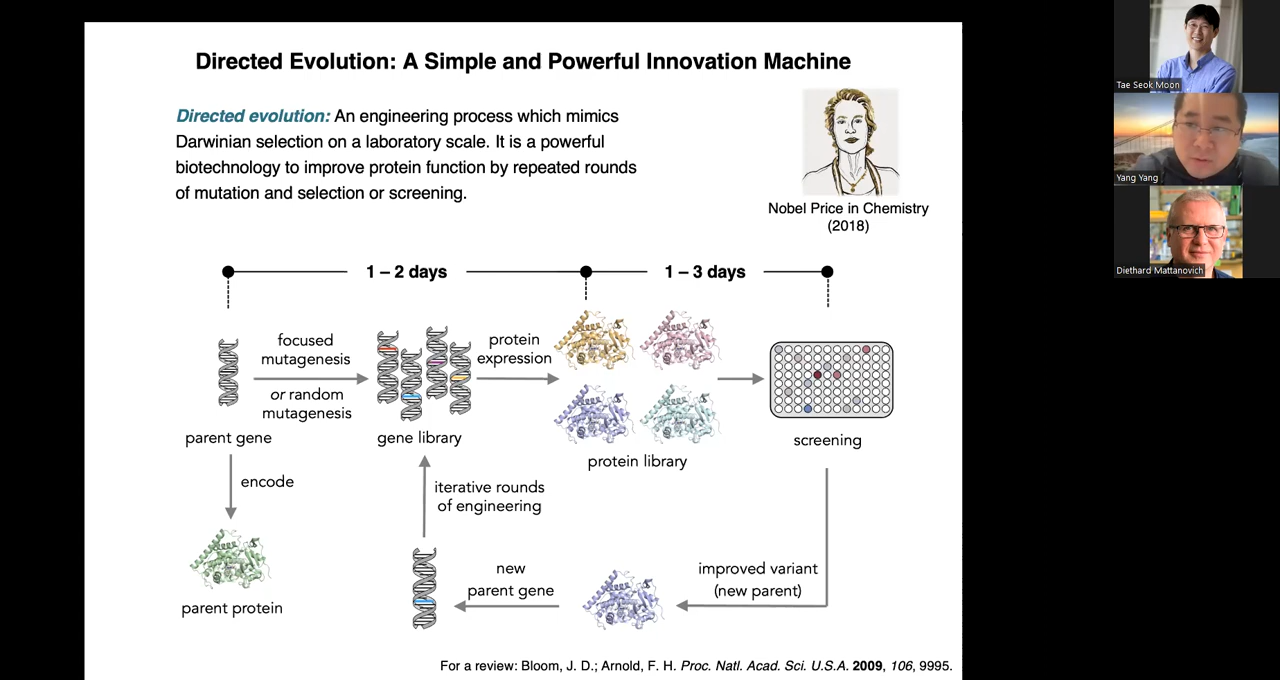 Directed Evolution: A Simple and Powerful Innovation Machine
Directed evolution: An engineering process which mimics
Darwinian selection on a laboratory scale. It is a powerful
biotechnology to improve protein function by repeated rounds
of mutation and selection or screening.
Nobel Price in Chemistry
(2018)
1 – 2 days
1 – 3 days
focused
mutagenesis
or random
mutagenesis
protein
expression
parent gene
gene library
protein library
screening
encode
iterative rounds
of engineering
parent protein
new
parent gene
improved variant
(new parent)
For a review: Bloom, J. D.; Arnold, F. H. Proc. Natl. Acad. Sci. U.S.A. 2009, 106, 9995.
Tae Seok Moon
Yang Yang
Diethard Mattanovich